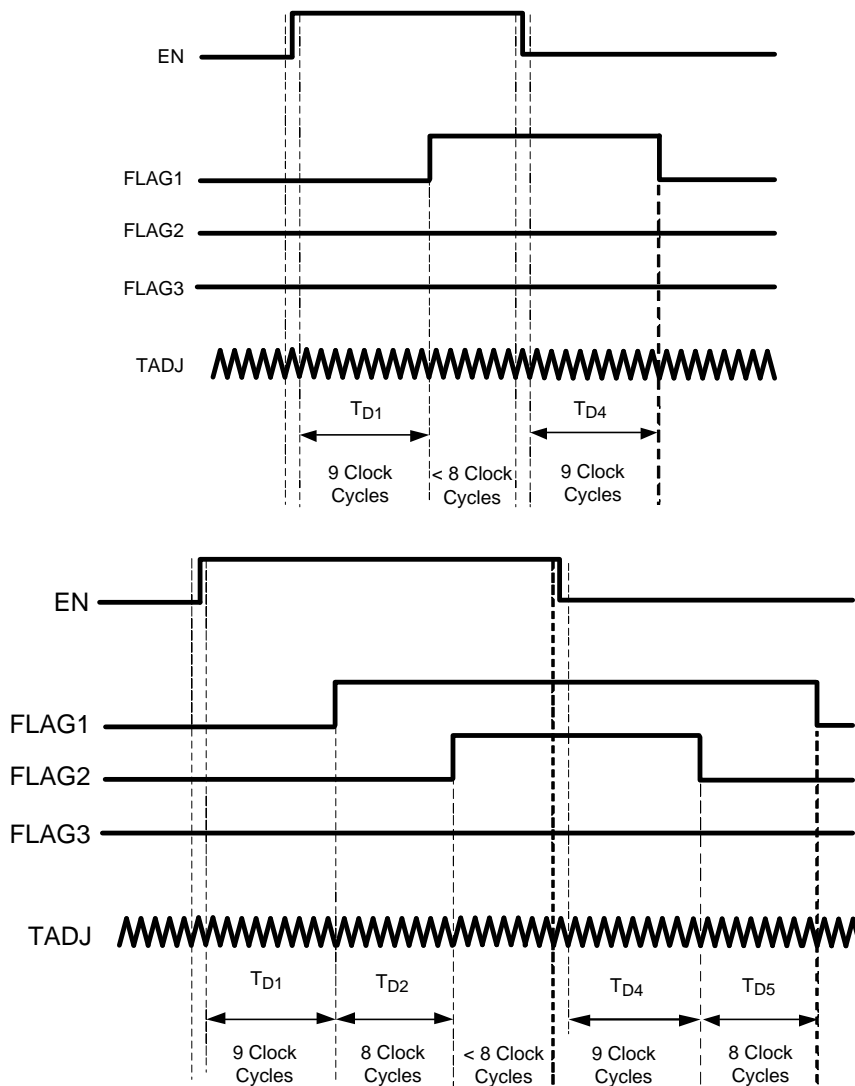 EN
FLAG1
FLAG2
FLAG3
TADJ
TD1
TD4
9 Clock
Cycles
< 8 Clock
Cycles
9 Clock
Cycles
EN
FLAG1
FLAG2
FLAG3
TADJ
TD1
TD2
TD4
TD5
9 Clock
Cycles
8 Clock
Cycles
< 8 Clock
Cycles
9 Clock
Cycles
8 Clock
Cycles